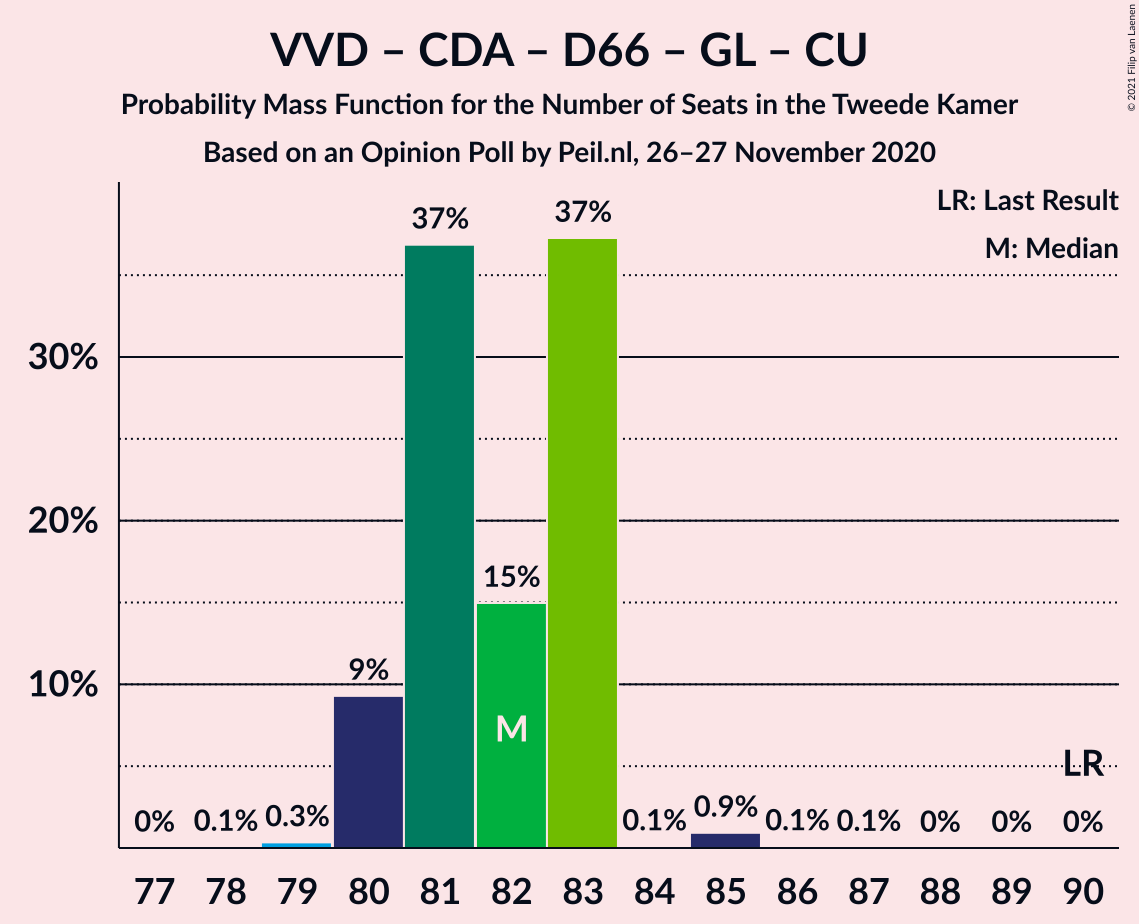 VVD – CDA – D66 – GL – CU
Probability Mass Function for the Number of Seats in the Tweede Kamer
Based on an Opinion Poll by Peil.nl, 26–27 November 2020
© 2021 Filip van Laenen
LR: Last Result
M: Median
37%
37%
30%
20%
15%
10%
9%
M
LR
0%
0.1%
0.3%
0.1%
0.9%
0.1%
0.1%
0%
0%
0%
77 78 79 80 81 82 83 84 85 86 87 88 89 90